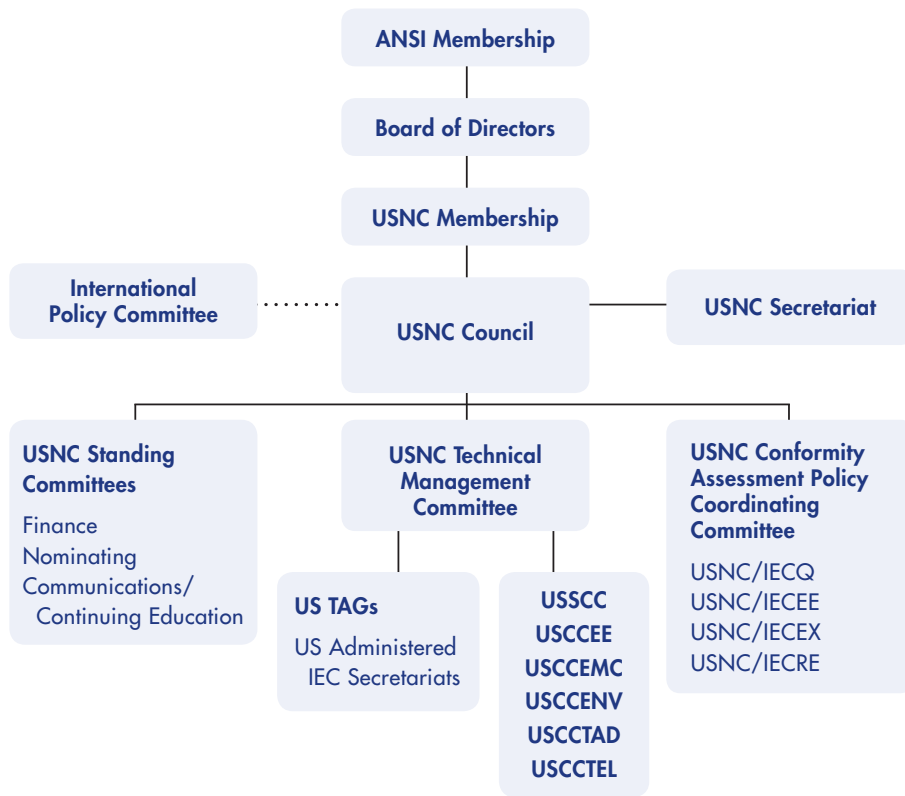 ANSI Membership
Board of Directors
USNC Membership
International
Policy Committee
USNC Council
USNC Secretariat
USNC Standing
Committees
Finance
Nominating
Communications/
Continuing Education
USNC Technical
Management
Committee
US TAGs
US Administered
IEC Secretariats
USSCC
USCCEE
USCCEMC
USCCENV
USCCTAD
USCCTEL
USNC Conformity
Assessment Policy
Coordinating
Committee
USNC/IECQ
USNC/IECEE
USNC/IECEX
USNC/IECRE